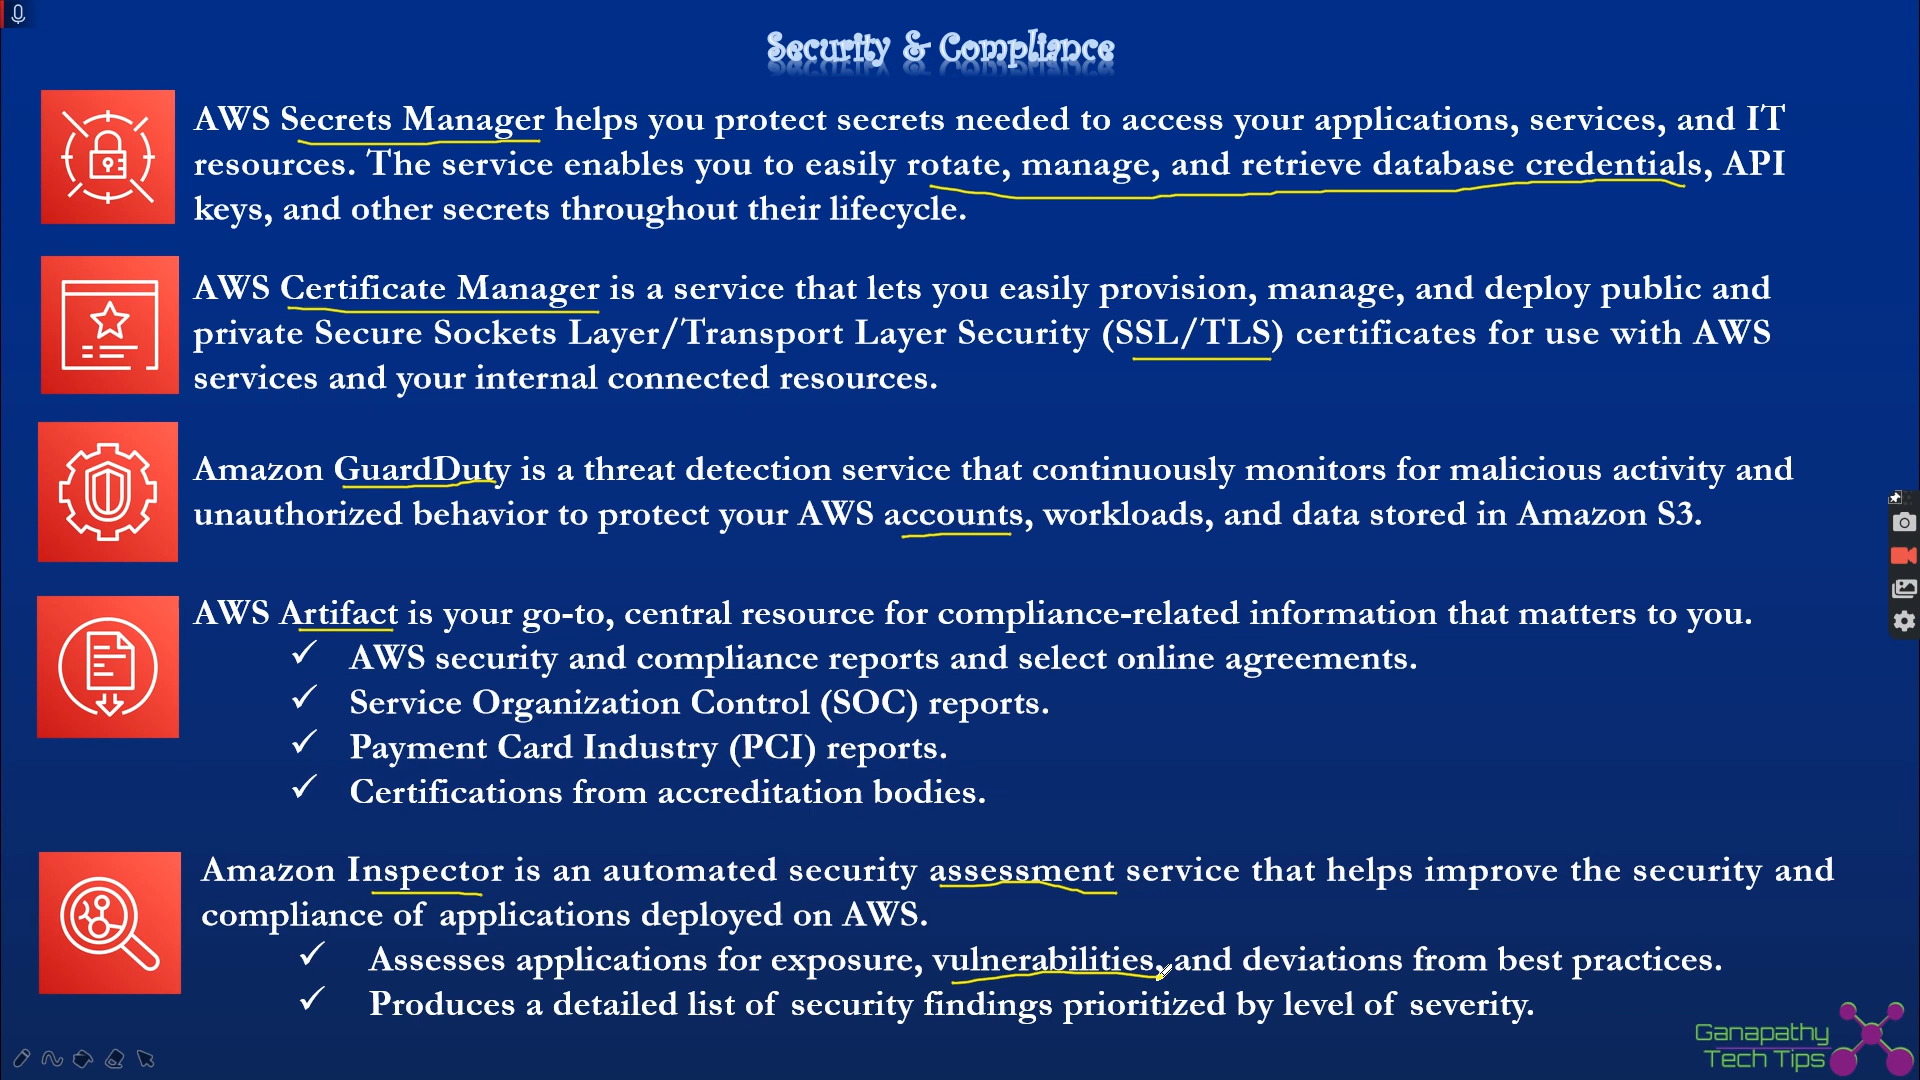 Security & Compliance
AWS Secrets Manager helps you protect secrets needed to access your applications, services, and IT
resources. The service enables you to easily rotate, manage, and retrieve database credentials, API
keys, and other secrets throughout their lifecycle.
AWS Certificate Manager is a service that lets you easily provision, manage, and deploy public and
private Secure Sockets Layer/Transport Layer Security (SSL/TLS) certificates for use with AWS
services and your internal connected resources.
Amazon GuardDuty is a threat detection service that continuously monitors for malicious activity and
unauthorized behavior to protect your AWS accounts, workloads, and data stored in Amazon S3.
AWS Artifact is your go-to, central resource for compliance-related information that matters to you.
✓ AWS security and compliance reports and select online agreements.
✓ Service Organization Control (SOC) reports.
✓ Payment Card Industry (PCI) reports.
✓ Certifications from accreditation bodies.
Amazon Inspector is an automated security assessment service that helps improve the security and
compliance of applications deployed on AWS.
✓ Assesses applications for exposure, vulnerabilities, and deviations from best practices.
✓ Produces a detailed list of security findings prioritized by level of severity.
Ganapathy
Tech Tips